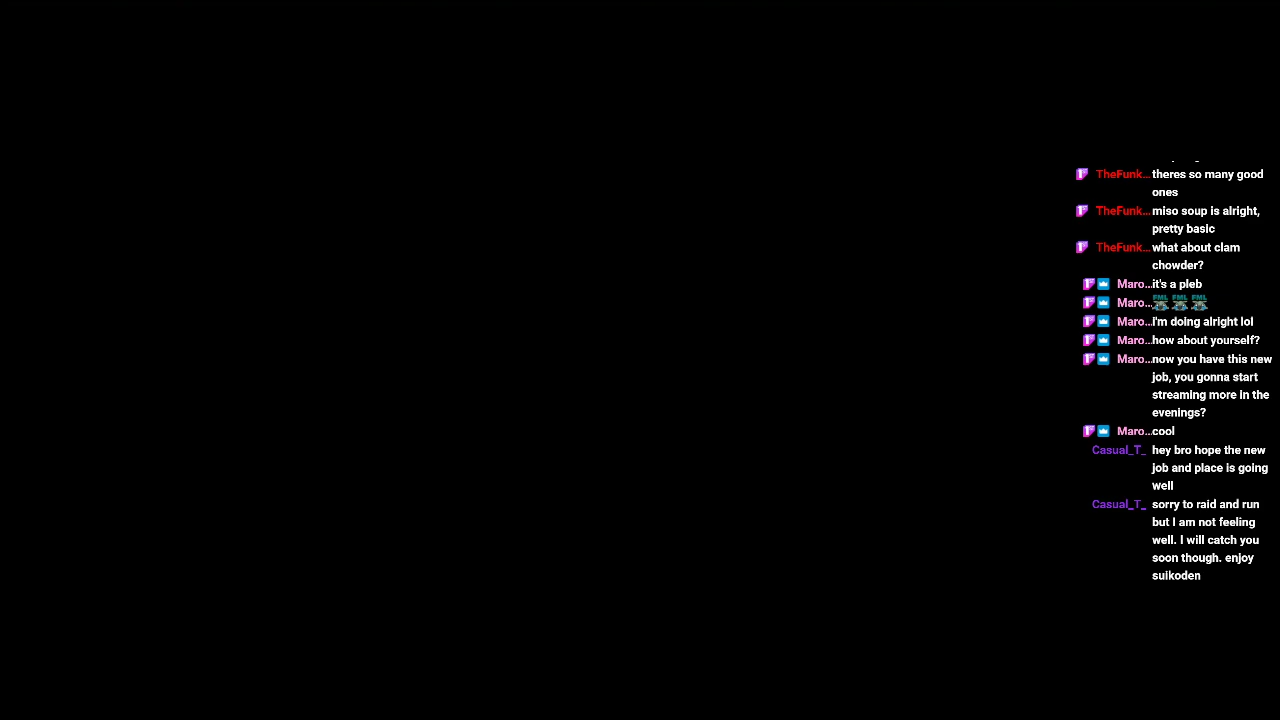 TheFunk... theres so many good
ones
TheFunk... miso soup is alright,
pretty basic
TheFunk... what about clam
chowder?
Maro... it's a pleb
Maro... FML FML FML
Maro... i'm doing alright lol
Maro... how about yourself?
Maro... now you have this new
job, you gonna start
streaming more in the
evenings?
Maro... cool
Casual_T_ hey bro hope the new
job and place is going
well
Casual_T_ sorry to raid and run
but I am not feeling
well. I will catch you
soon though. enjoy
suikoden